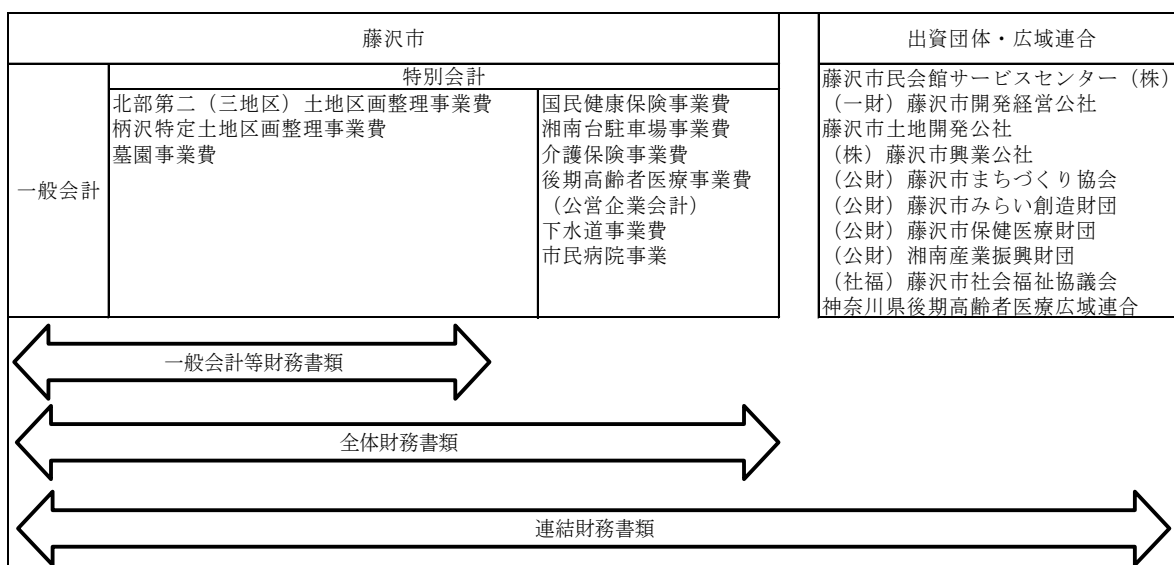 藤沢市
出資団体・広域連合
一般会計
特別会計
北部第二（三地区）土地区画整理事業費
柄沢特定土地区画整理事業費
墓園事業費
国民健康保険事業費
湘南台駐車場事業費
介護保険事業費
後期高齢者医療事業費
（公営企業会計）
下水道事業費
市民病院事業
藤沢市民会館サービスセンター（株）
（一財）藤沢市開発経営公社
藤沢市土地開発公社
（株）藤沢市興業公社
（公財）藤沢市まちづくり協会
（公財）藤沢市みらい創造財団
（公財）藤沢市保健医療財団
（公財）湘南産業振興財団
（社福）藤沢市社会福祉協議会
神奈川県後期高齢者医療広域連合
一般会計等財務書類
全体財務書類
連結財務書類